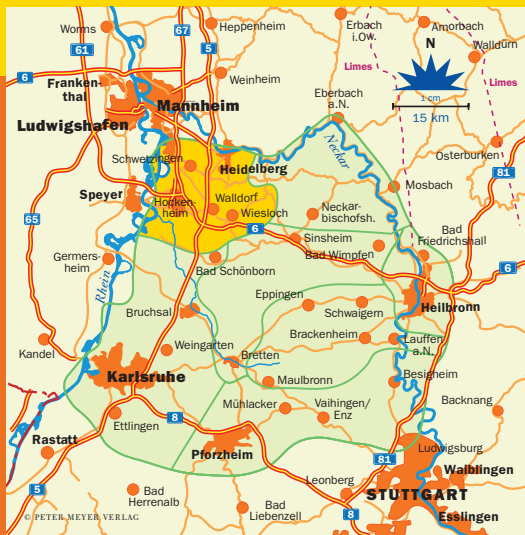 Worms
67
Heppenheim
Erbach
i.Ow.
Amorbach
61
5
N
Walldürn
6
Limes
Limes
Franken-
thal
Weinheim
1 cm
15 km
Mannheim
Eberbach
a.N.
Ludwigshafen
Neckar
Schwetzingen
Heidelberg
Osterburken
81
Speyer
Mosbach
Hocken-
heim
Walldorf
Wiesloch
Neckar-
bischofsh.
65
6
Sinsheim
Bad
Friedrichshall
Bad Wimpfen
Germers-
heim
Bad Schönborn
6
Rhein
Eppingen
Heilbronn
Bruchsal
Schwaigern
Brackenheim
Lauffen
a.N.
Kandel
Weingarten
Bretten
Karlsruhe
Maulbronn
Besigheim
Mühlacker
Vaihingen/
Enz
Backnang
8
Ettlingen
Rastatt
Pforzheim
Ludwigsburg
81
Waiblingen
5
Leonberg
STUTTGART
Bad
Herrenalb
Bad
Liebenzell
8
Esslingen
© PETER MEYER VERLAG